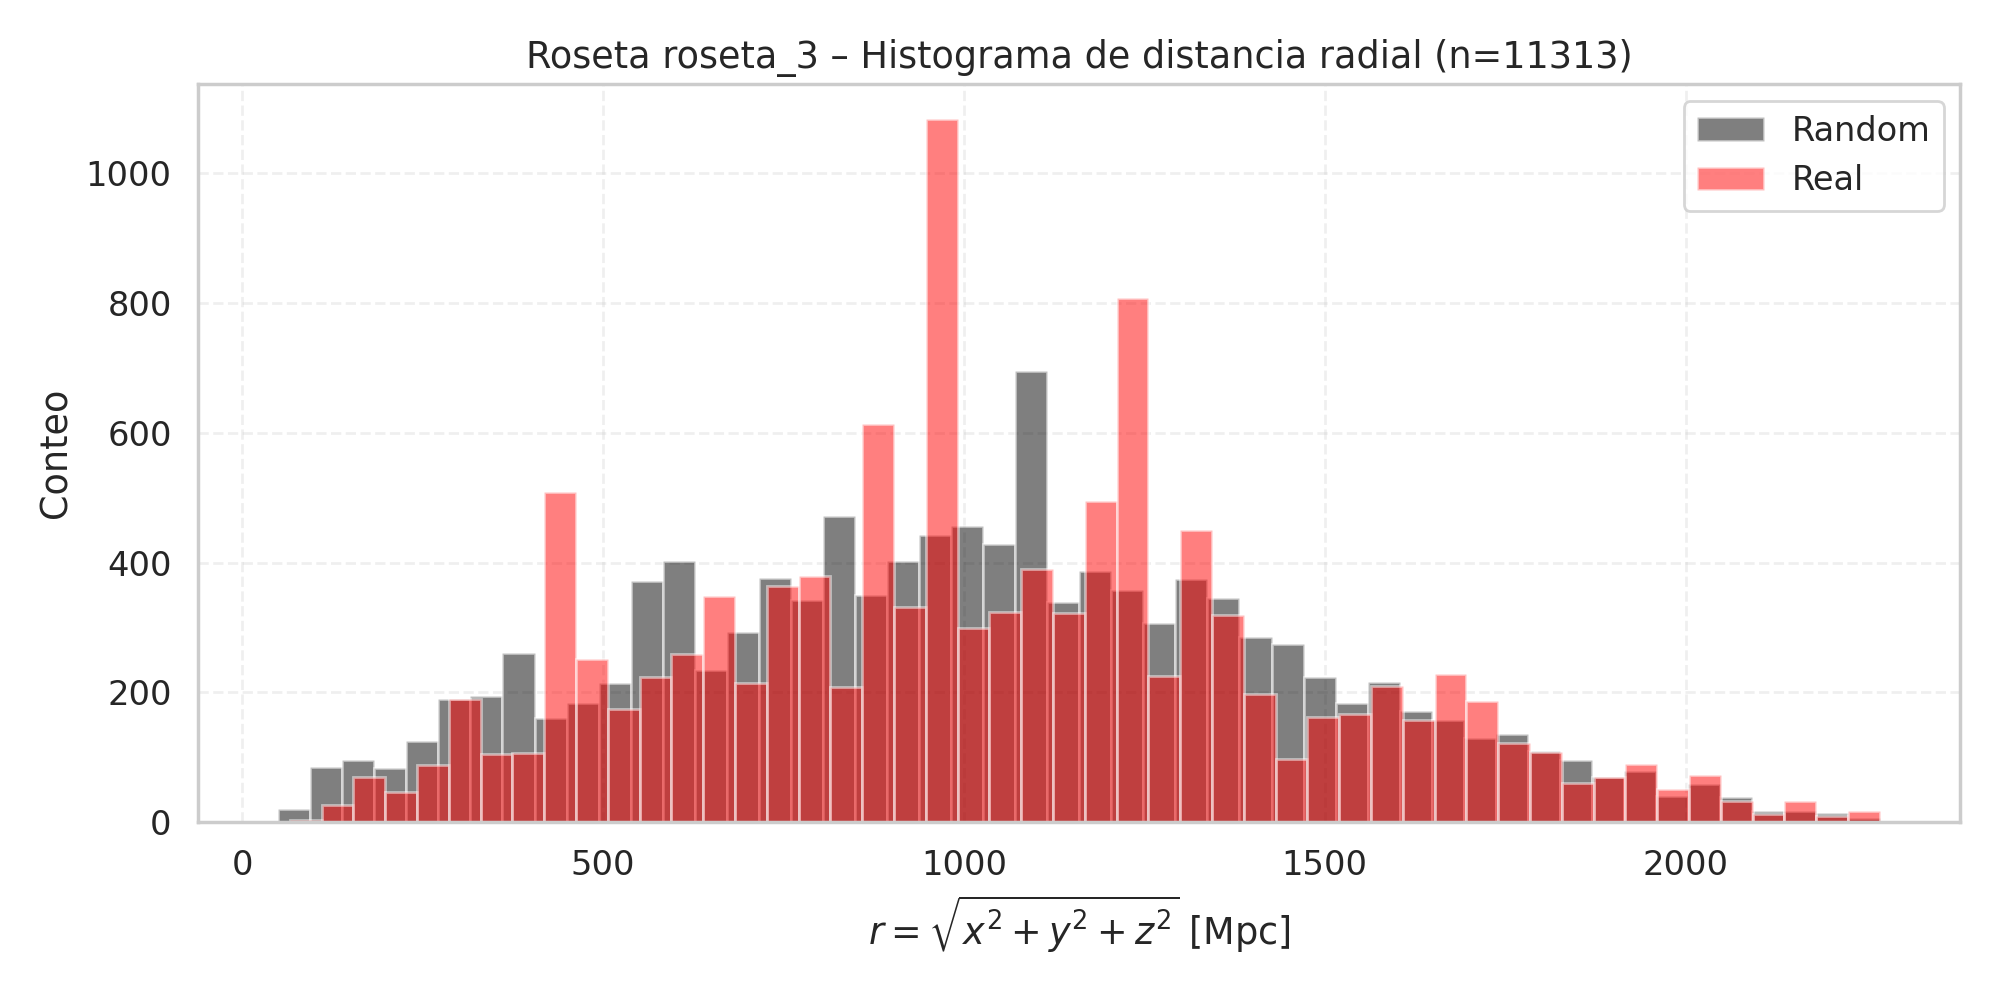 Roseta roseta_3 – Histograma de distancia radial (n=11313)
Random
Real
Conteo
1000
800
600
400
200
0
0 500 1000 1500 2000
r = √x² + y² + z² [Mpc]